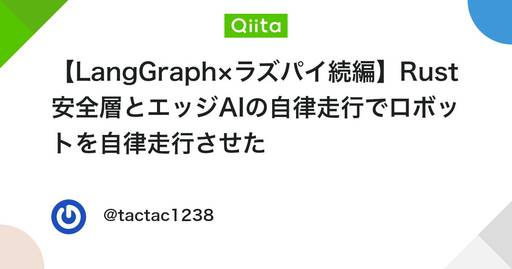 Qiita
【LangGraph×ラズパイ続編】Rust
安全層とエッジAIの自律走行でロボッ
トを自律走行させた
@tactac1238